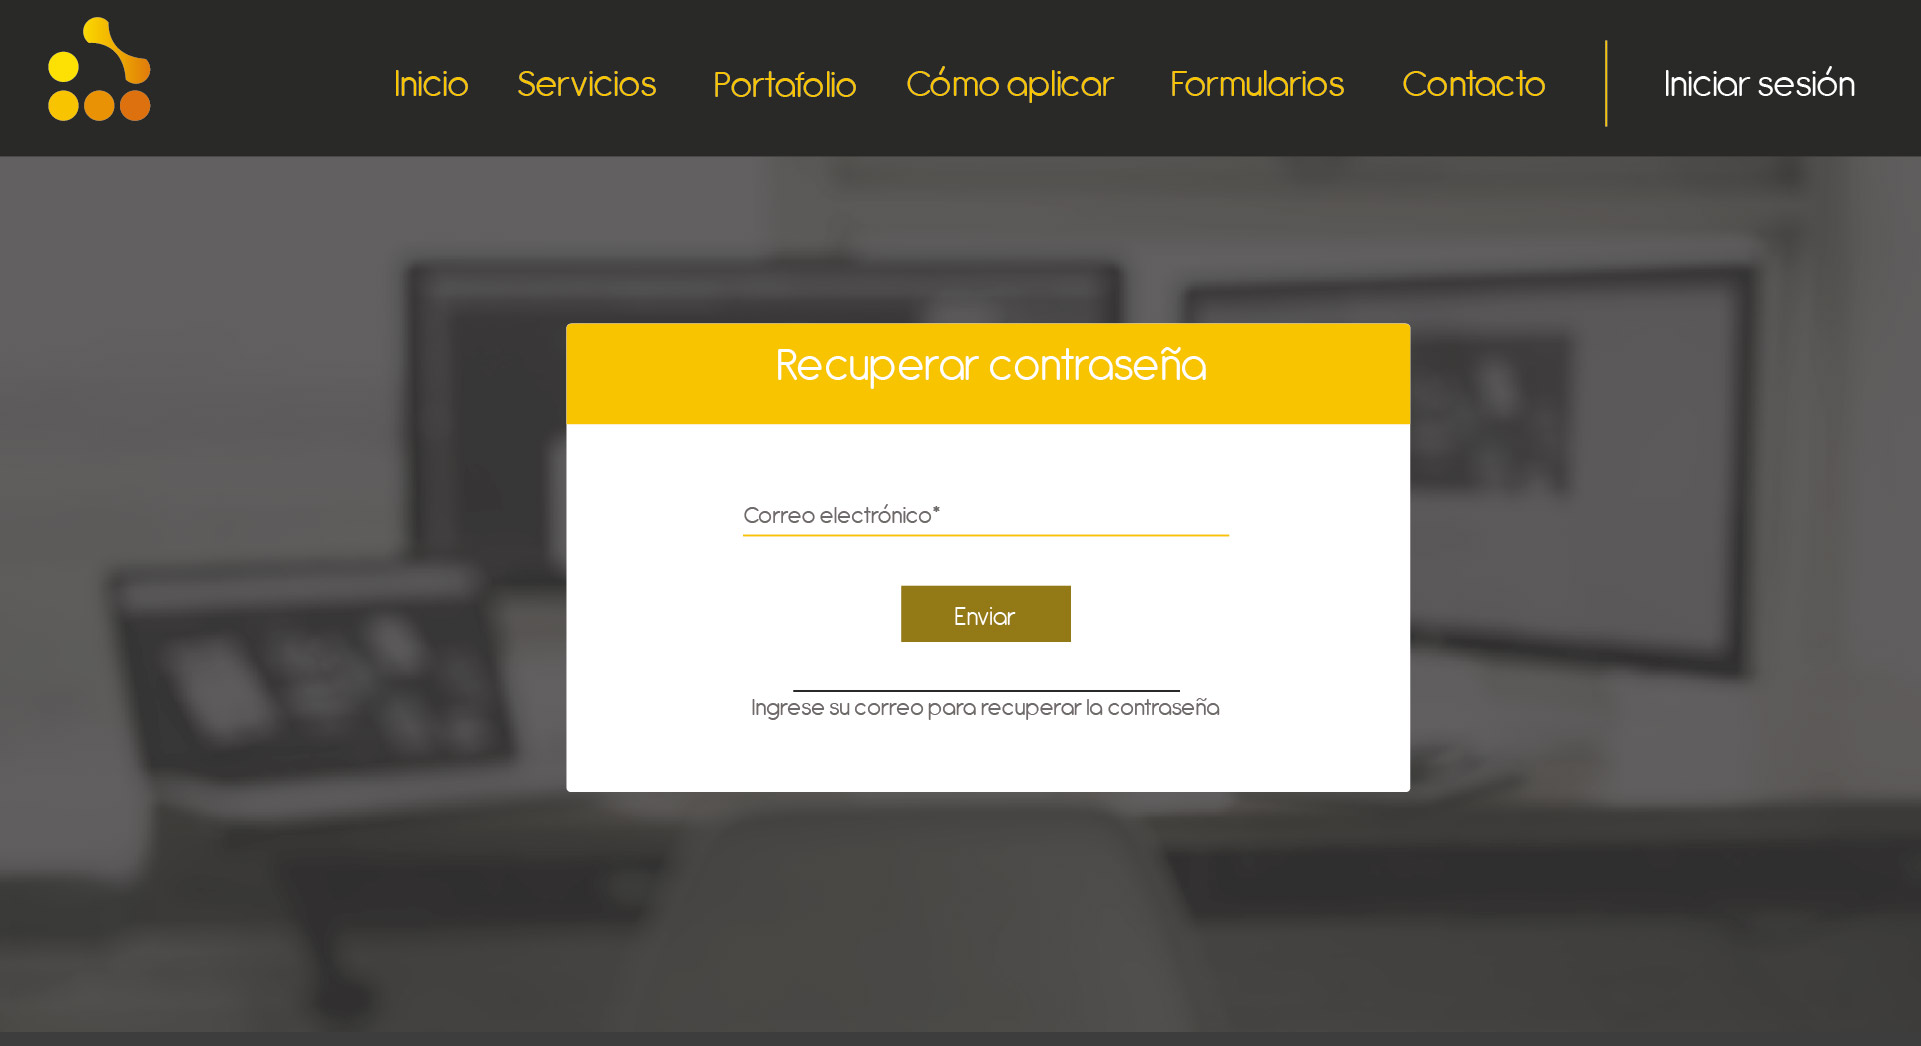 Inicio Servicios Portafolio Cómo aplicar Formularios Contacto Iniciar sesión
Recuperar contraseña
Correo electrónico*
Enviar
Ingrese su correo para recuperar la contraseña